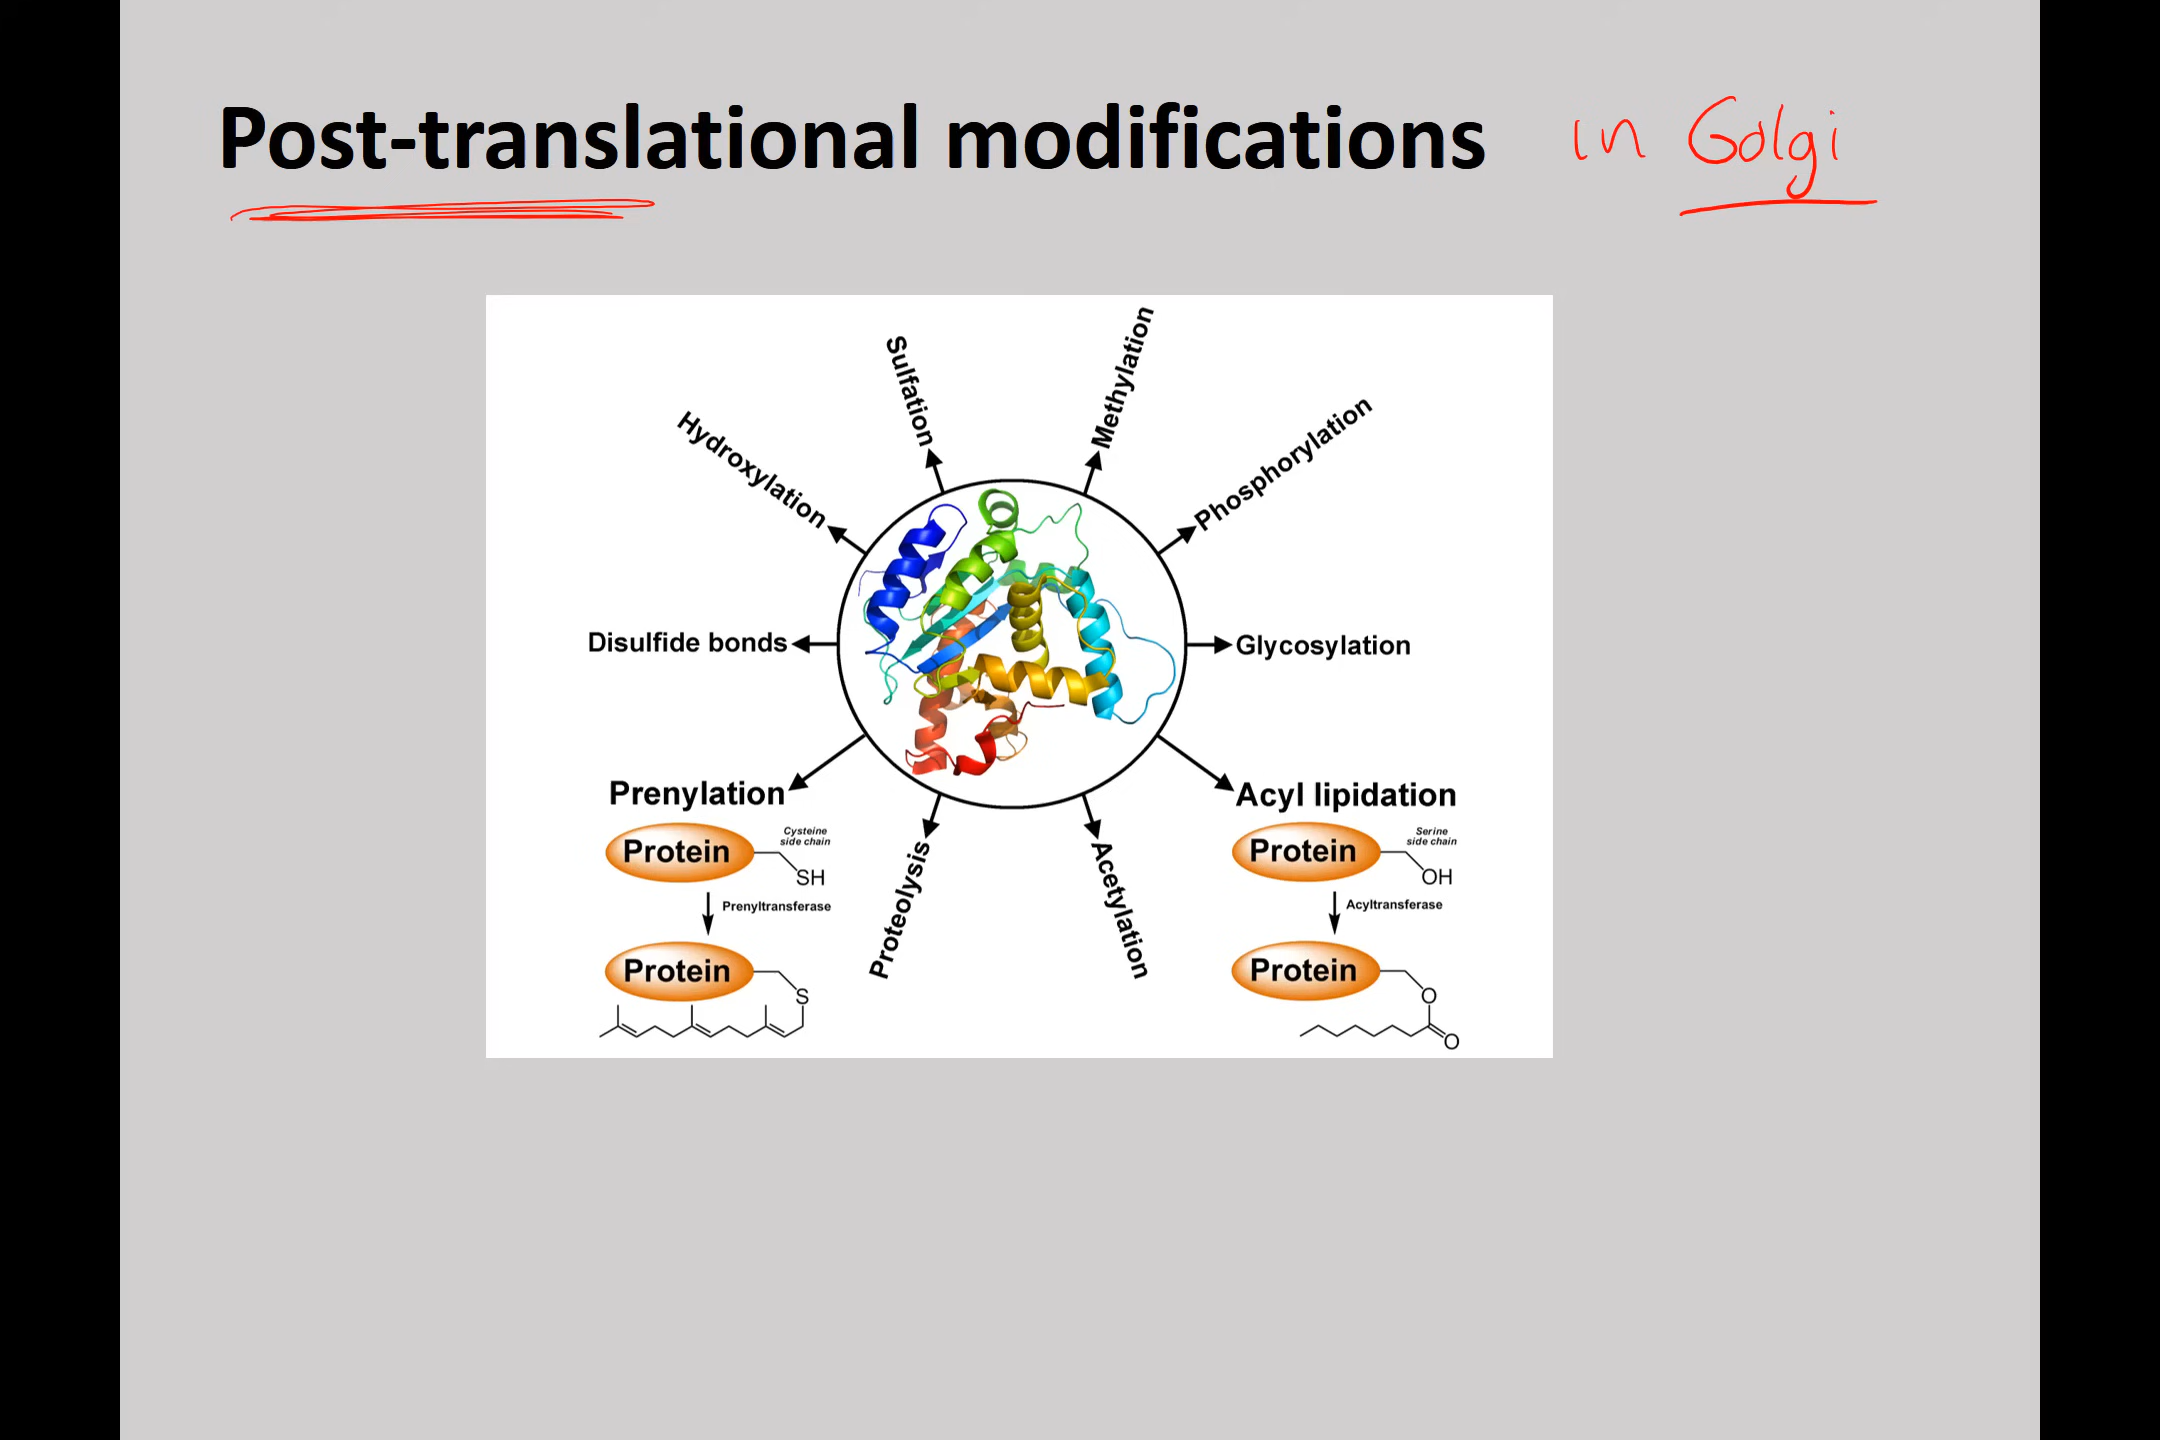 Post-translational modifications in Golgi
Sulfation
Methylation
Hydroxylation
Phosphorylation
Disulfide bonds
Glycosylation
Prenylation
Acyl lipidation
Protein
Cysteine
side chain
SH
Prenyltransferase
Protein
S
Proteolysis
Acetylation
Protein
Serine
side chain
OH
Acyltransferase
Protein
O
O